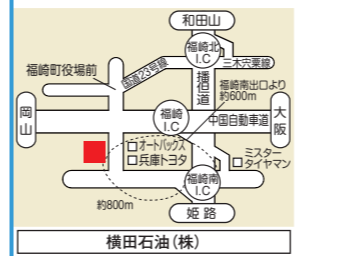 和田山
福崎北
I.C
三木宍粟線
国道23号線
福崎町役場前
播但道
福崎南出口より
約600m
岡山
福崎
I.C
中国自動車道
大阪
オートバックス
兵庫トヨタ
ミスター
タイヤマン
福崎南
I.C
約800m
姫路
横田石油(株)